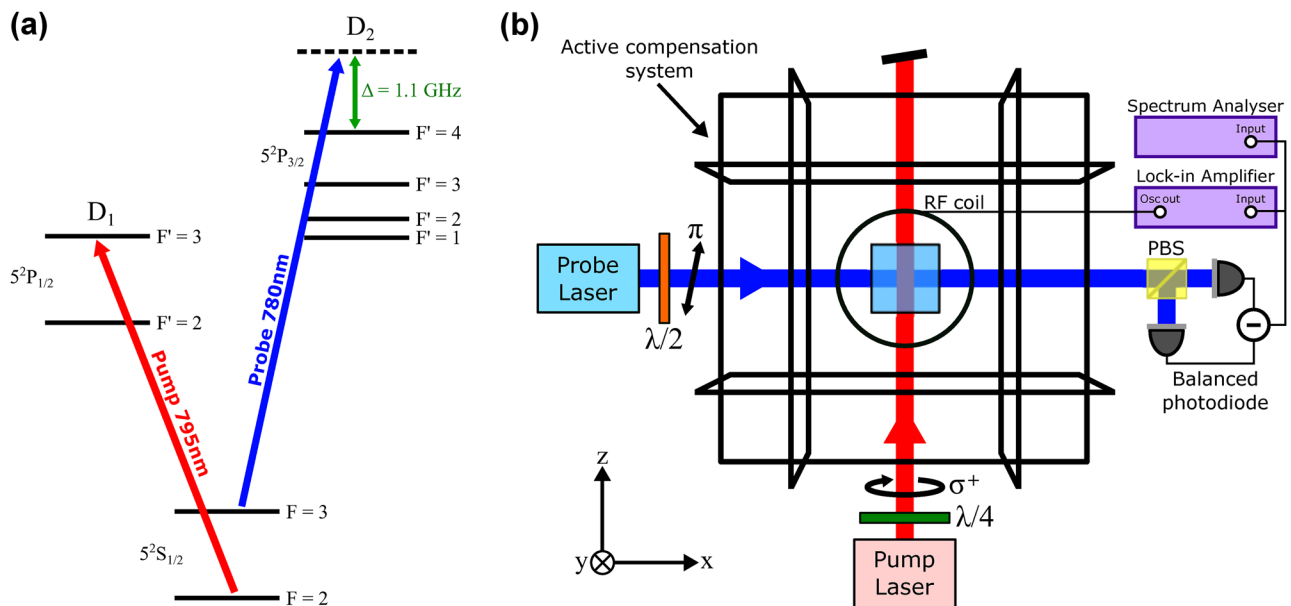 (a)
D₂
Δ = 1.1 GHz
F' = 4
5²P₃/₂
F' = 3
F' = 2
F' = 1
D₁
F' = 3
5²P₁/₂
F' = 2
Pump 795nm
Probe 780nm
F = 3
5²S₁/₂
F = 2
(b)
Active compensation
system
Spectrum Analyser
Input
Lock-in Amplifier
Osc out
Input
RF coil
π
Probe
Laser
λ/2
PBS
−
Balanced
photodiode
z
y
x
σ⁺
λ/4
Pump
Laser